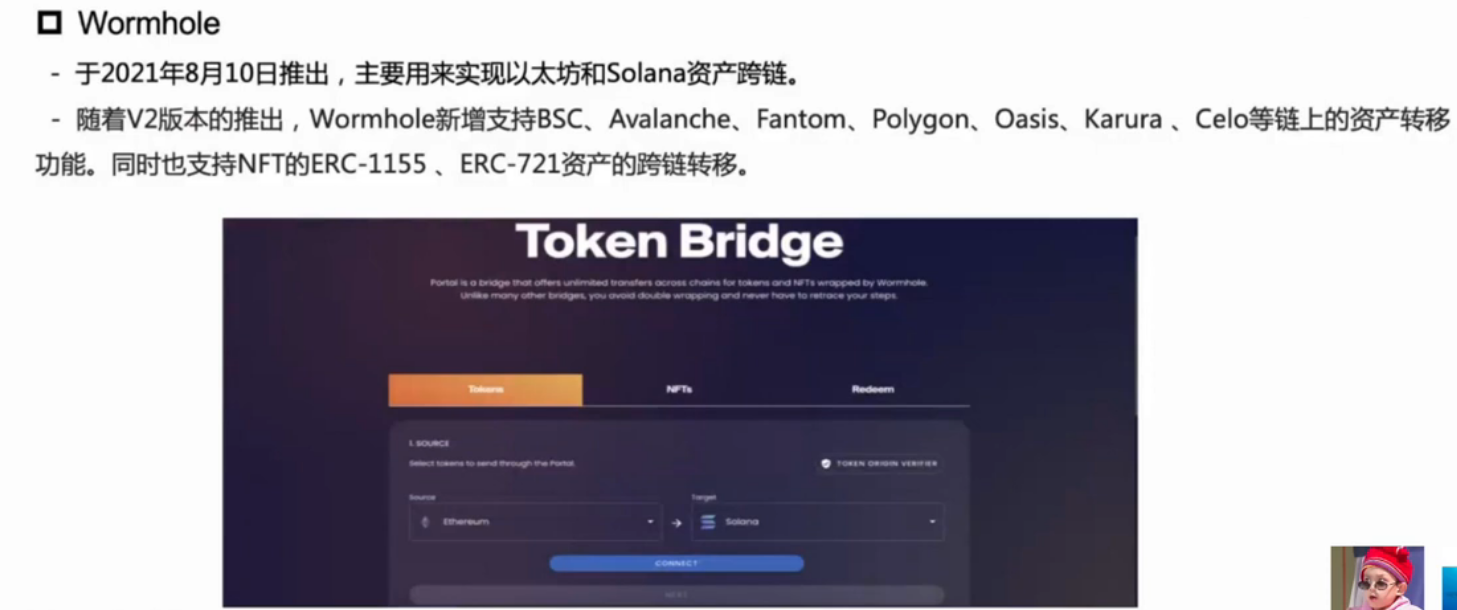 Wormhole
- 于2021年8月10日推出，主要用来实现以太坊和Solana资产跨链。
- 随着V2版本的推出，Wormhole新增支持BSC、Avalanche、Fantom、Polygon、Oasis、Karura 、Celo等链上的资产转移
功能。同时也支持NFT的ERC-1155 、ERC-721资产的跨链转移。
Token Bridge
Portal is a bridge that offers unlimited transfers across chains for tokens and NFTs wrapped by Wormhole.
Unlike many other bridges, you avoid double wrapping and never have to retrace your steps.
Tokens NFTs Redeem
1. SOURCE
Select tokens to send through the Portal.
TOKEN ORIGIN VERIFIER
Source Target
Ethereum Solana
CONNECT
NEXT